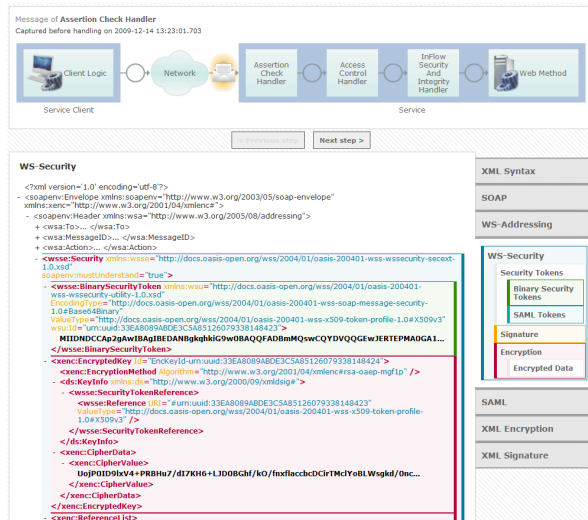 Message of Assertion Check Handler
Captured before handling on 2009-12-14 13:23:01.703
Client Logic
Network
Assertion
Check
Handler
Access
Control
Handler
InFlow
Security
And
Integrity
Handler
Web Method
Service Client
Service
< Previous step
Next step >
WS-Security
<?xml version='1.0' encoding='utf-8'?>
- <soapenv:Envelope xmlns:soapenv="http://www.w3.org/2003/05/soap-envelope"
xmlns:xenc="http://www.w3.org/2001/04/xmlenc#">
- <soapenv:Header xmlns:wsa="http://www.w3.org/2005/08/addressing">
+ <wsa:To>... </wsa:To>
+ <wsa:MessageID>... </wsa:MessageID>
+ <wsa:Action>... </wsa:Action>
- <wsse:Security xmlns:wsse="http://docs.oasis-open.org/wss/2004/01/oasis-200401-wss-wssecurity-secext-
1.0.xsd"
soapenv:mustUnderstand="true">
- <wsse:BinarySecurityToken xmlns:wsu="http://docs.oasis-open.org/wss/2004/01/oasis-200401-
wss-wssecurity-utility-1.0.xsd"
EncodingType="http://docs.oasis-open.org/wss/2004/01/oasis-200401-wss-soap-message-security-
1.0#Base64Binary"
ValueType="http://docs.oasis-open.org/wss/2004/01/oasis-200401-wss-x509-token-profile-1.0#X509v3"
wsu:Id="urn:uuid:33EA8089ABDE3C5A85126079338148423">
MIIDNDCCAp2gAwIBAgIBEDANBgkqhkiG9w0BAQQFADBmMQswCQYDVQQGEwJERTEPMA0GA1...
</wsse:BinarySecurityToken>
- <xenc:EncryptedKey Id="EncKeyId-urn:uuid:33EA8089ABDE3C5A85126079338148424">
<xenc:EncryptionMethod Algorithm="http://www.w3.org/2001/04/xmlenc#rsa-oaep-mgf1p" />
- <ds:KeyInfo xmlns:ds="http://www.w3.org/2000/09/xmldsig#">
- <wsse:SecurityTokenReference>
<wsse:Reference URI="#urn:uuid:33EA8089ABDE3C5A85126079338148423"
ValueType="http://docs.oasis-open.org/wss/2004/01/oasis-200401-wss-x509-token-profile-
1.0#X509v3" />
</wsse:SecurityTokenReference>
</ds:KeyInfo>
- <xenc:CipherData>
- <xenc:CipherValue>
UojP0ID9lxV4+PRBHu7/dI7KH6+LJD0BGhf/kO/fnxflaccbcDCirTMclYoBLWsgkd/0nc...
</xenc:CipherValue>
</xenc:CipherData>
</xenc:EncryptedKey>
- <xenc:ReferenceList>
XML Syntax
SOAP
WS-Addressing
WS-Security
Security Tokens
Binary Security
Tokens
SAML Tokens
Signature
Encryption
Encrypted Data
SAML
XML Encryption
XML Signature